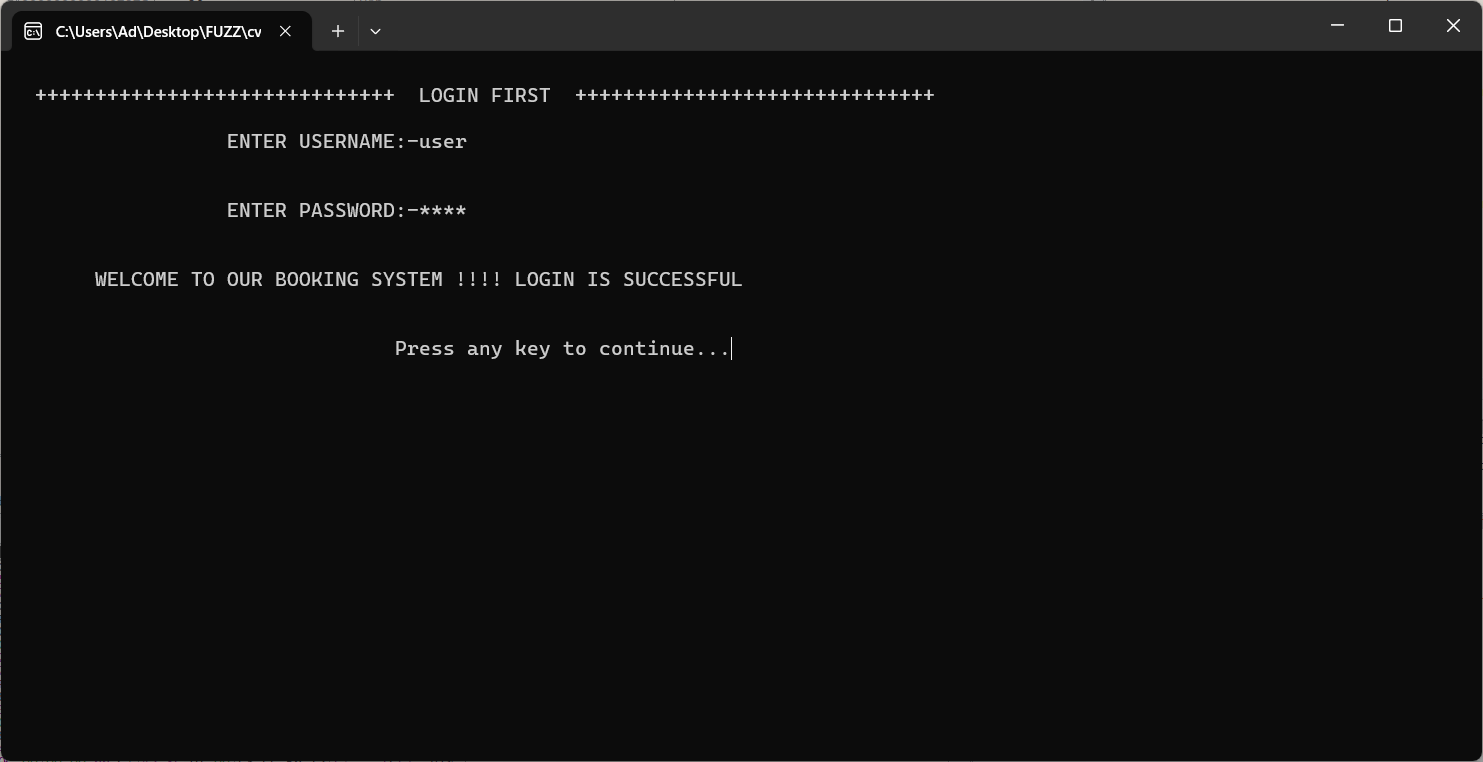 C:\Users\Ad\Desktop\FUZZ\cv
++++++++++++++++++++++++++++++ LOGIN FIRST ++++++++++++++++++++++++++++++
ENTER USERNAME:-user
ENTER PASSWORD:-****
WELCOME TO OUR BOOKING SYSTEM !!!! LOGIN IS SUCCESSFUL
Press any key to continue...